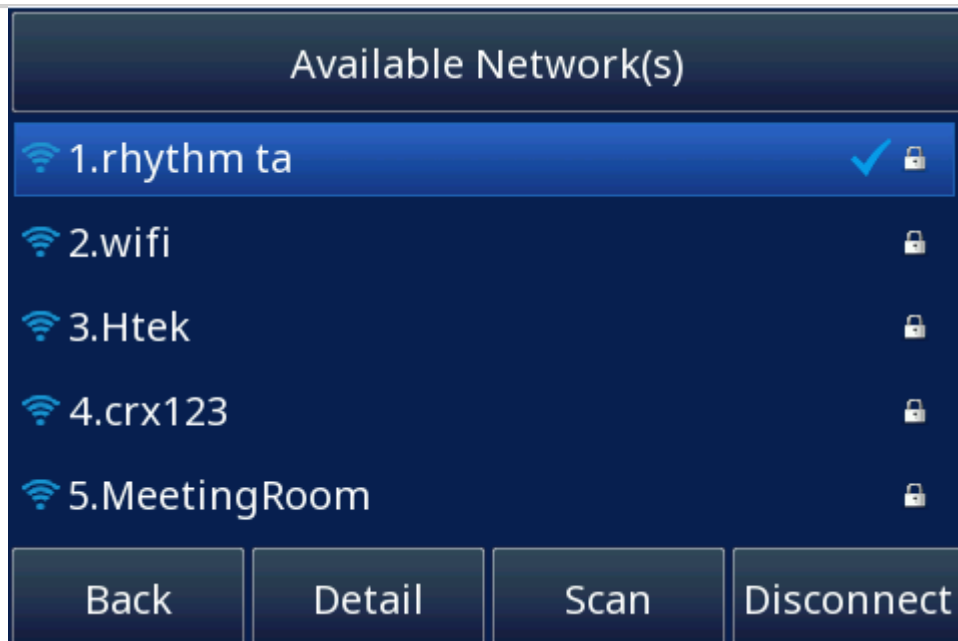 Available Network(s)
1.rhythm ta
2.wifi
3.Htek
4.crx123
5.MeetingRoom
Back Detail Scan Disconnect